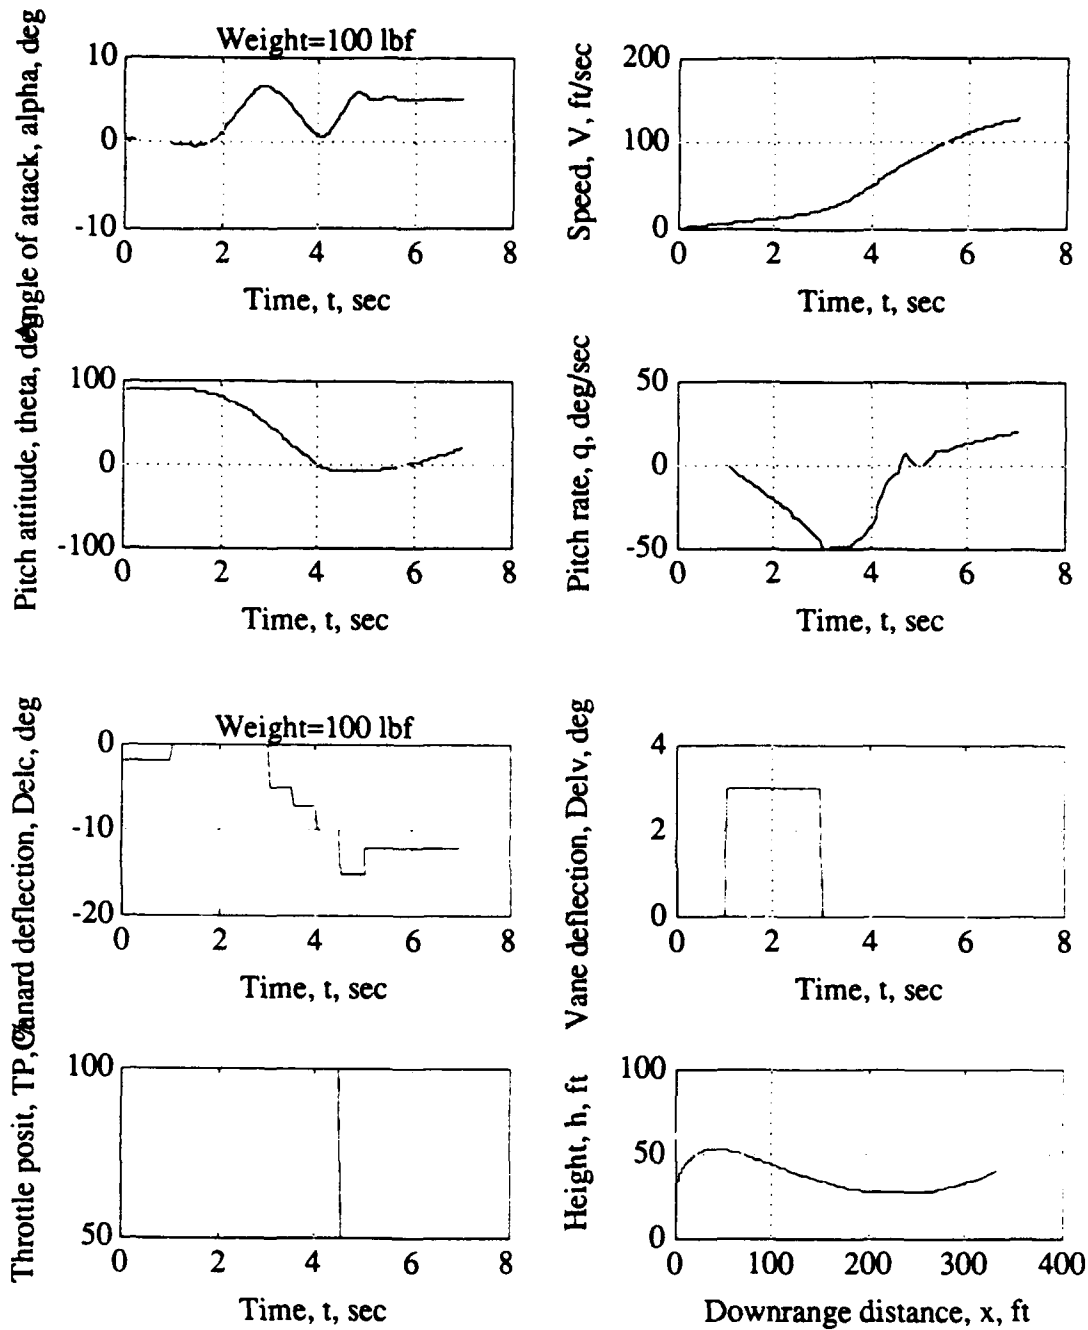 Weight=100 lbf
Angle of attack, alpha, deg
10
0
-10
0 2 4 6 8
Time, t, sec
Speed, V, ft/sec
200
100
0
0 2 4 6 8
Time, t, sec
Pitch attitude, theta, deg
100
0
-100
0 2 4 6 8
Time, t, sec
Pitch rate, q, deg/sec
50
0
-50
0 2 4 6 8
Time, t, sec
Weight=100 lbf
Canard deflection, Delc, deg
0
-10
-20
0 2 4 6 8
Time, t, sec
Vane deflection, Delv, deg
4
2
0
0 2 4 6 8
Time, t, sec
Throttle posit, TP, %
100
50
0 2 4 6 8
Time, t, sec
Height, h, ft
100
50
0
0 100 200 300 400
Downrange distance, x, ft